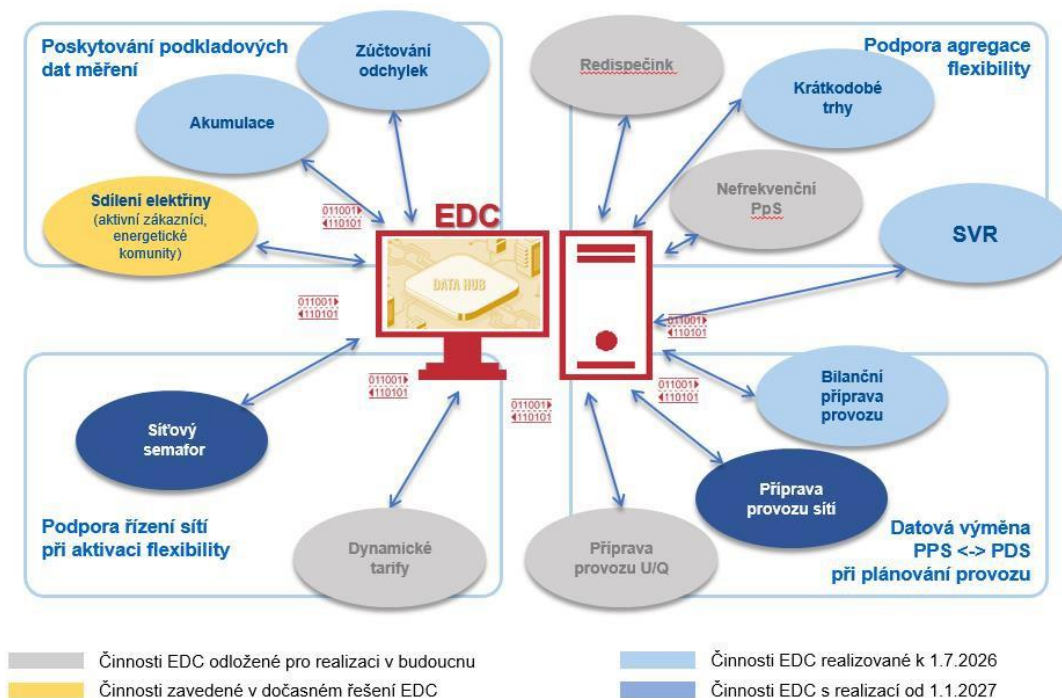 Poskytování podkladových
dat měření
Zúčtování
odchylek
Akumulace
Sdílení elektřiny
(aktivní zákazníci,
energetické
komunity)
Redispečink
Podpora agregace
flexibility
Krátkodobé
trhy
Nefrekvenční
PpS
SVR
EDC
DATA HUB
011001
110101
011001
110101
011001
110101
011001
110101
011001
110101
011001
110101
Síťový
semafor
Podpora řízení sítí
při aktivaci flexibility
Dynamické
tarify
Bilanční
příprava
provozu
Příprava
provozu sítí
Příprava
provozu U/Q
Datová výměna
PPS <-> PDS
při plánování provozu
Činnosti EDC odložené pro realizaci v budoucnu
Činnosti zavedené v dočasném řešení EDC
Činnosti EDC realizované k 1.7.2026
Činnosti EDC s realizací od 1.1.2027